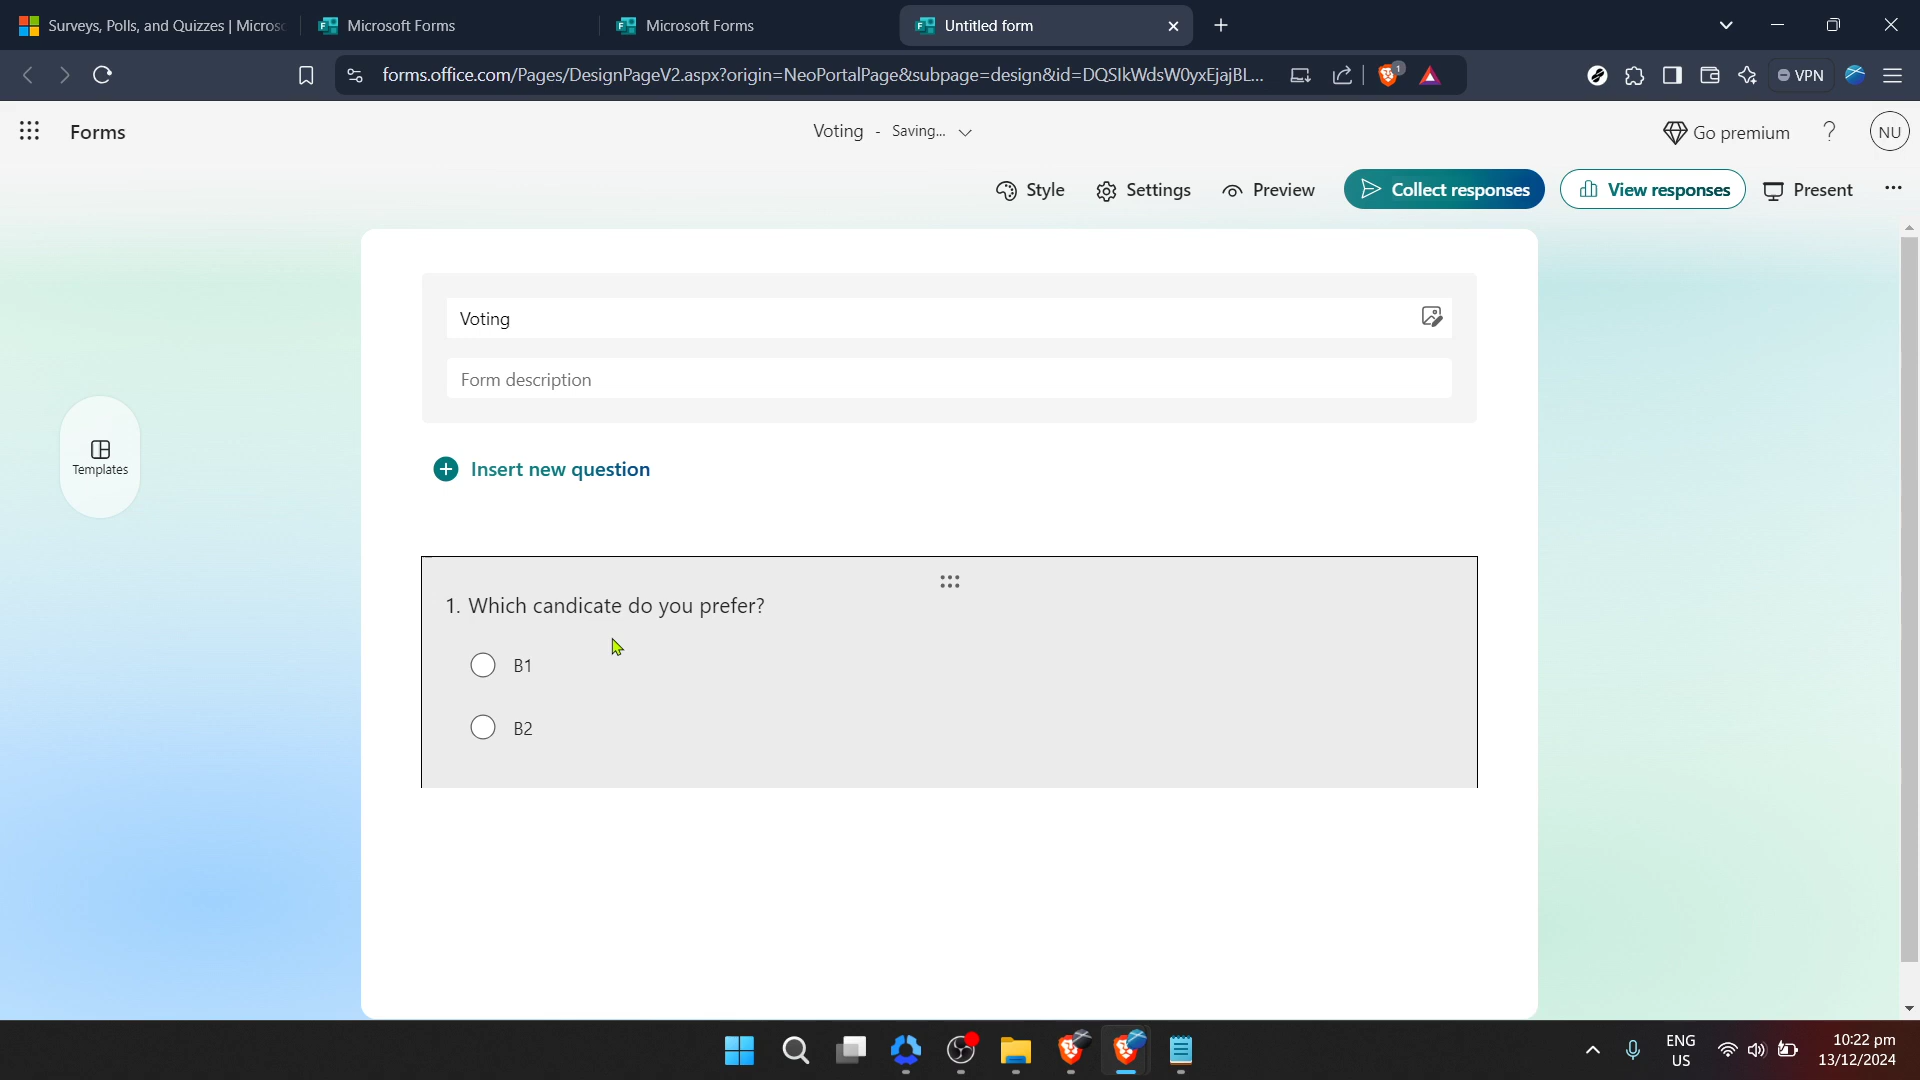 Surveys, Polls, and Quizzes | Micros
Microsoft Forms
Microsoft Forms
Untitled form
forms.office.com/Pages/DesignPageV2.aspx?origin=NeoPortalPage&subpage=design&id=DQSIkWdsW0yxEjajBL...
1
VPN
Forms
Voting - Saving...
Go premium
?
NU
Style
Settings
Preview
Collect responses
View responses
Present
Voting
Form description
Templates
Insert new question
1. Which candicate do you prefer?
B1
B2
ENG
US
10:22 pm
13/12/2024